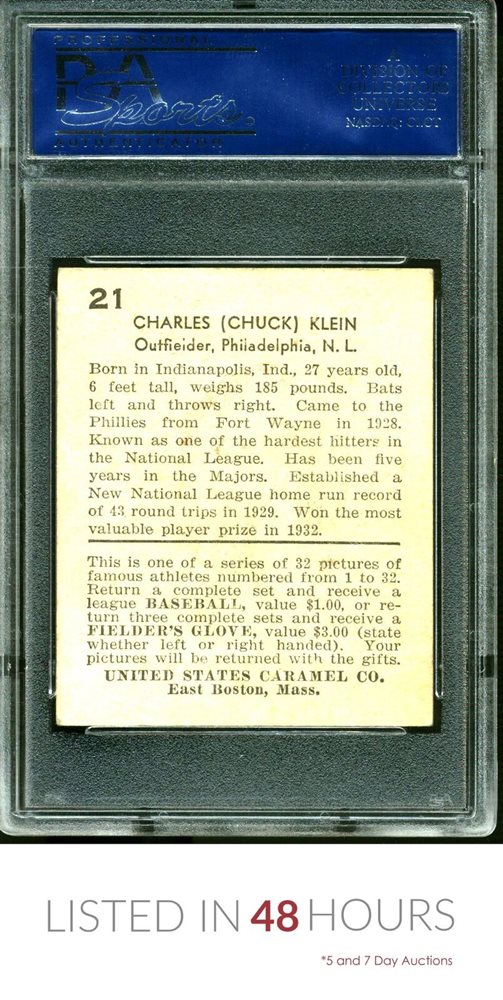 PROFESSIONAL
PSA
Sports
AUTHENTICATOR
A
DIVISION OF
COLLECTORS
UNIVERSE
NASDAQ: CLCT
21
CHARLES (CHUCK) KLEIN
Outfieider, Philadelphia, N. L.
Born in Indianapolis, Ind., 27 years old,
6 feet tall, weighs 185 pounds. Bats
left and throws right. Came to the
Phillies from Fort Wayne in 1928.
Known as one of the hardest hitters in
the National League. Has been five
years in the Majors. Established a
New National League home run record
of 43 round trips in 1929. Won the most
valuable player prize in 1932.
This is one of a series of 32 pictures of
famous athletes numbered from 1 to 32.
Return a complete set and receive a
league BASEBALL, value $1.00, or re-
turn three complete sets and receive a
FIELDER'S GLOVE, value $3.00 (state
whether left or right handed). Your
pictures will be returned with the gifts.
UNITED STATES CARAMEL CO.
East Boston, Mass.
LISTED IN 48 HOURS
*5 and 7 Day Auctions